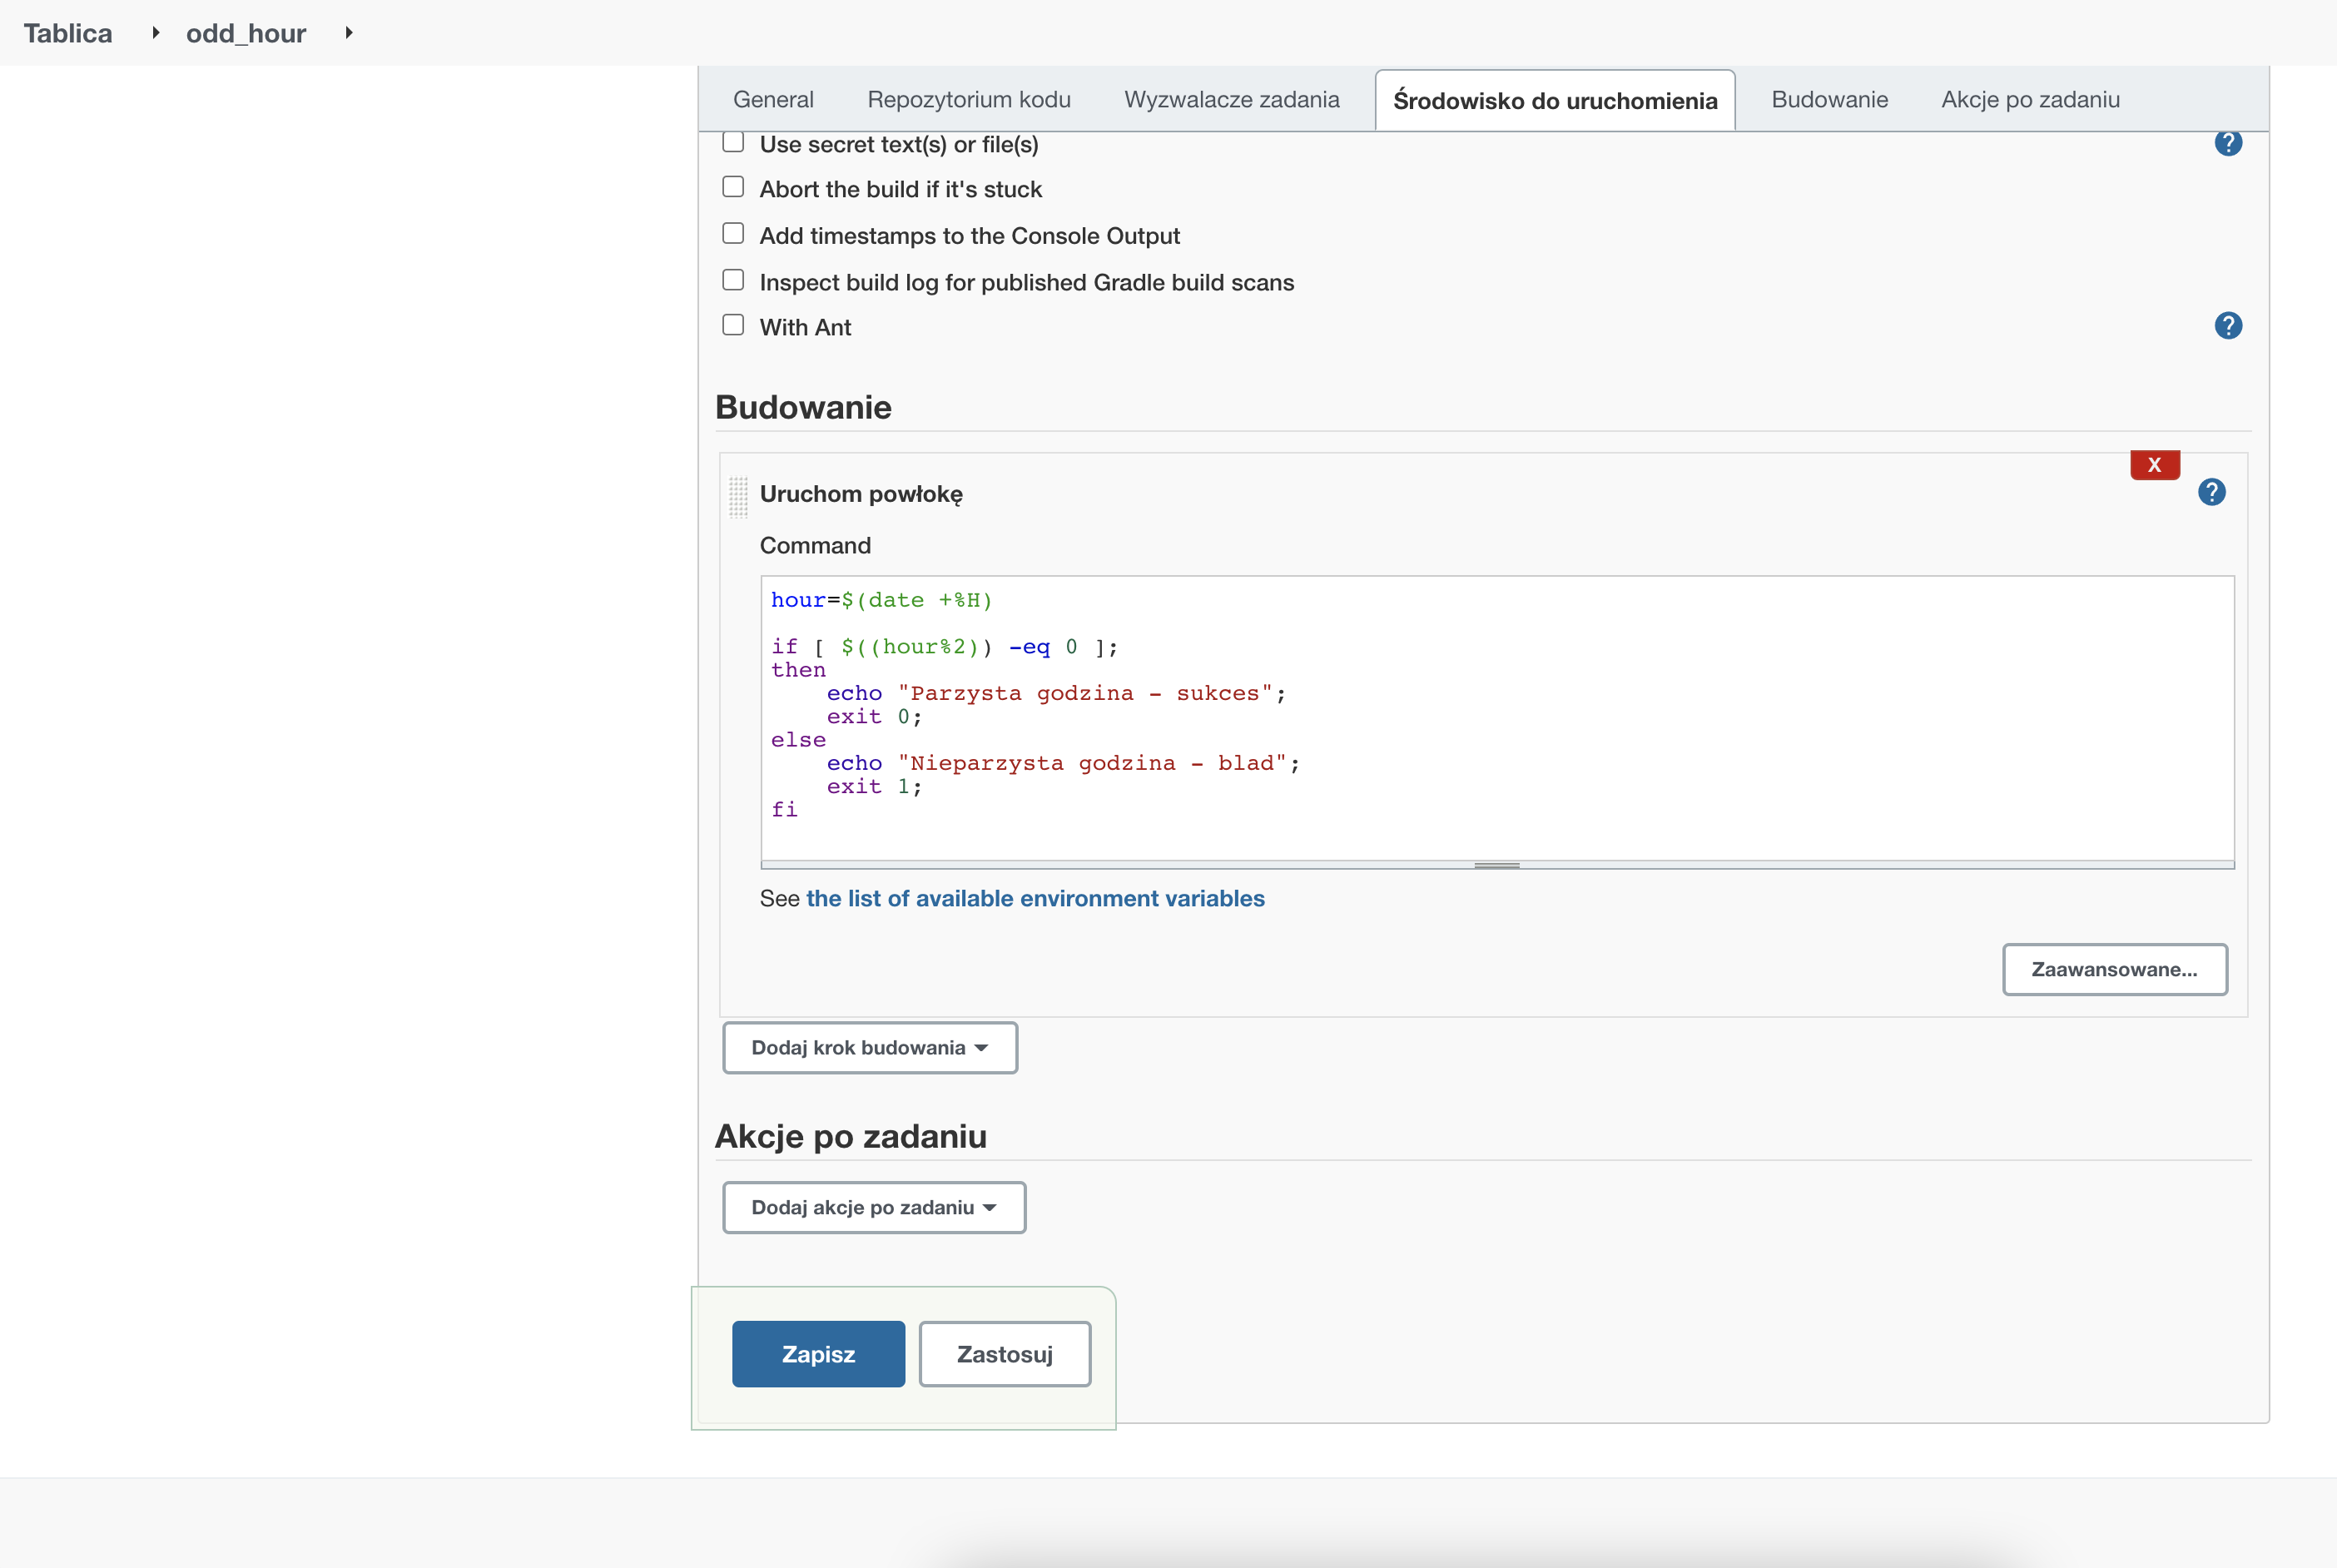 Tablica odd_hour
General Repozytorium kodu Wyzwalacze zadania Środowisko do uruchomienia Budowanie Akcje po zadaniu
Use secret text(s) or file(s) ?
Abort the build if it's stuck
Add timestamps to the Console Output
Inspect build log for published Gradle build scans
With Ant ?
Budowanie
X
Uruchom powłokę ?
Command
hour=$(date +%H)
if [ $((hour%2)) -eq 0 ];
then
    echo "Parzysta godzina - sukces";
    exit 0;
else
    echo "Nieparzysta godzina - blad";
    exit 1;
fi
See the list of available environment variables
Zaawansowane...
Dodaj krok budowania
Akcje po zadaniu
Dodaj akcje po zadaniu
Zapisz Zastosuj